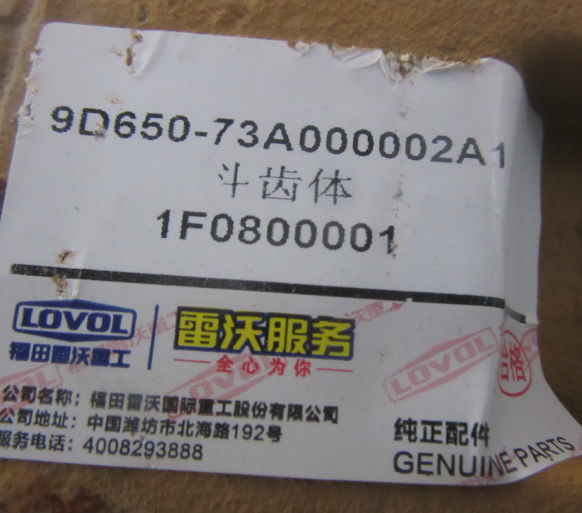 9D650-73A000002A1
斗齿体
1F0800001
LOVOL
福田雷沃重工
雷沃服务
全心为你
公司名称：福田雷沃国际重工股份有限公司
公司地址：中国潍坊市北海路192号
服务电话：4008293888
纯正配件
GENUINE PARTS
LOVOL